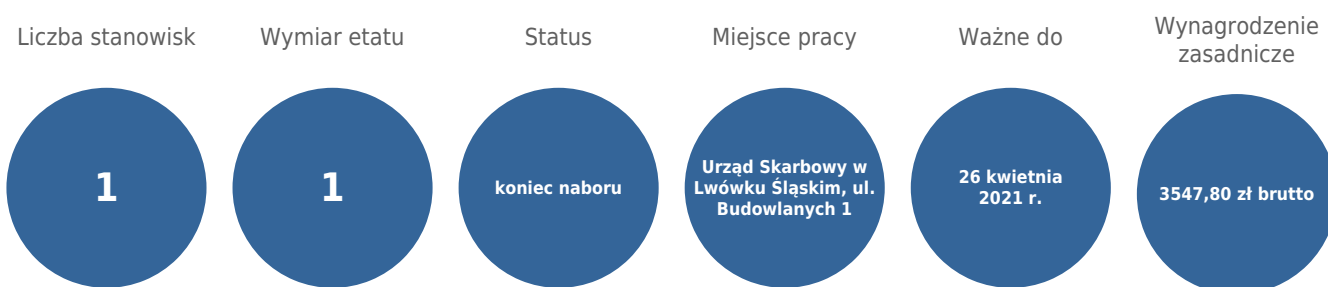 Liczba stanowisk
1
Wymiar etatu
1
Status
koniec naboru
Miejsce pracy
Urząd Skarbowy w
Lwówku Śląskim, ul.
Budowlanych 1
Ważne do
26 kwietnia
2021 r.
Wynagrodzenie
zasadnicze
3547,80 zł brutto